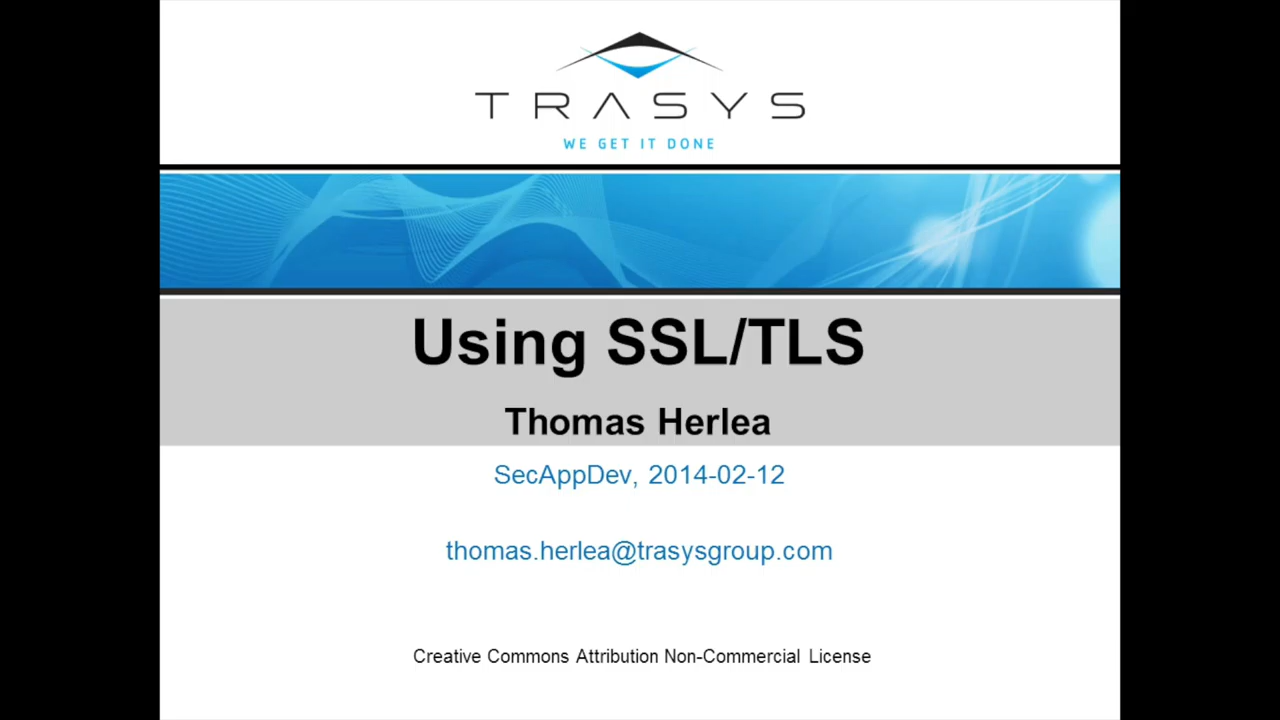 TRASYS
WE GET IT DONE
Using SSL/TLS
Thomas Herlea
SecAppDev, 2014-02-12
thomas.herlea@trasysgroup.com
Creative Commons Attribution Non-Commercial License